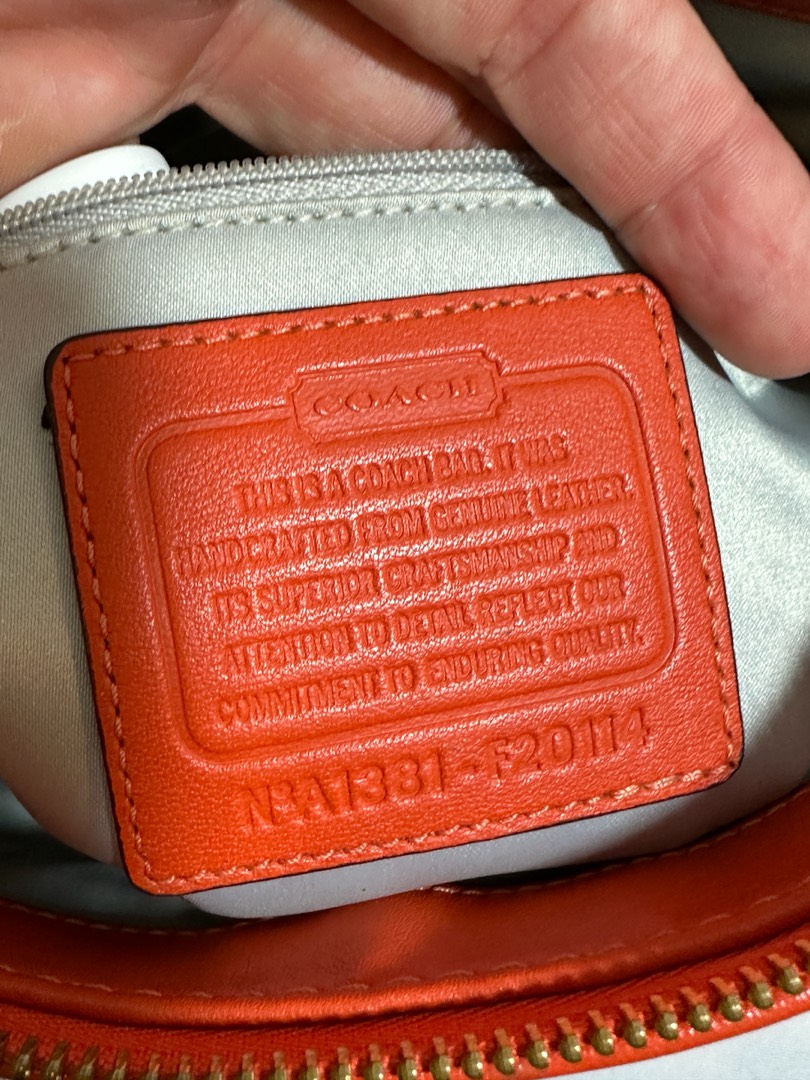 COACH
THIS IS A COACH BAG. IT WAS
HANDCRAFTED FROM GENUINE LEATHER.
ITS SUPERIOR CRAFTSMANSHIP AND
ATTENTION TO DETAIL REFLECT OUR
COMMITMENT TO ENDURING QUALITY.
Nº A1381-F20114